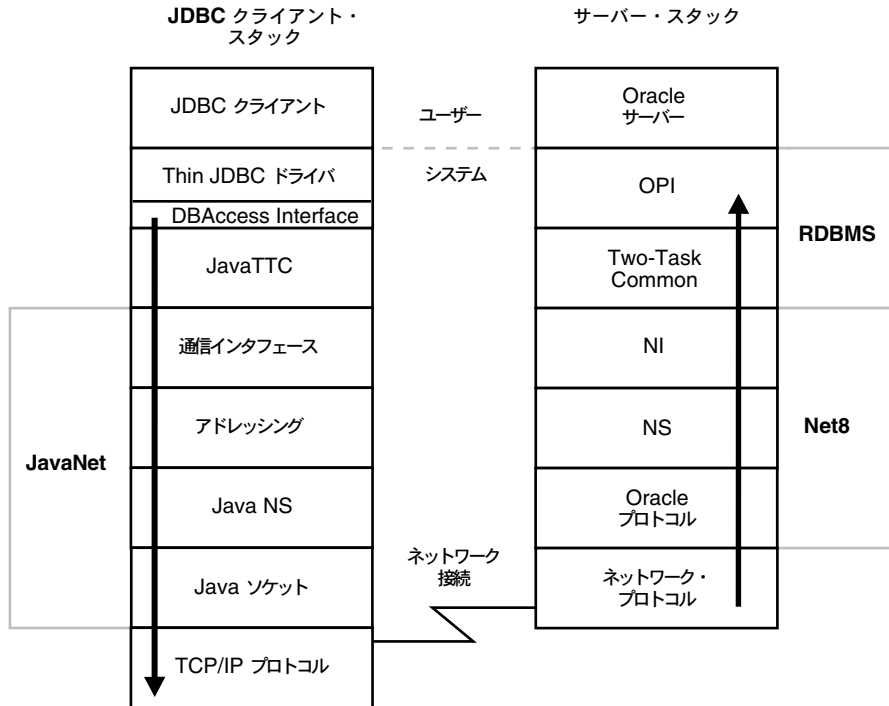 JDBC クライアント・
スタック
サーバー・スタック
JDBC クライアント
ユーザー
Oracle
サーバー
Thin JDBC ドライバ
システム
OPI
DBAccess Interface
RDBMS
JavaTTC
Two-Task
Common
通信インタフェース
NI
アドレッシング
NS
Net8
JavaNet
Java NS
Oracle
プロトコル
ネットワーク
接続
Java ソケット
ネットワーク・
プロトコル
TCP/IP プロトコル